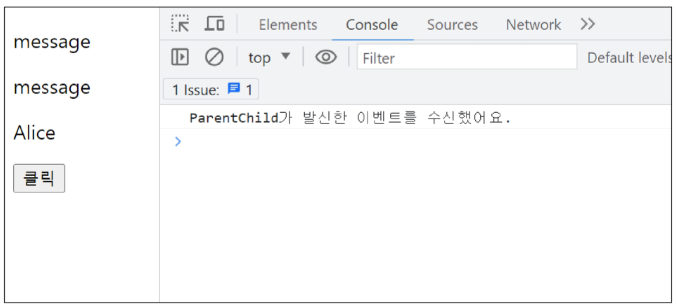 message
message
Alice
클릭
Elements Console Sources Network
top Filter Default levels
1 Issue: 1
ParentChild가 발신한 이벤트를 수신했어요.